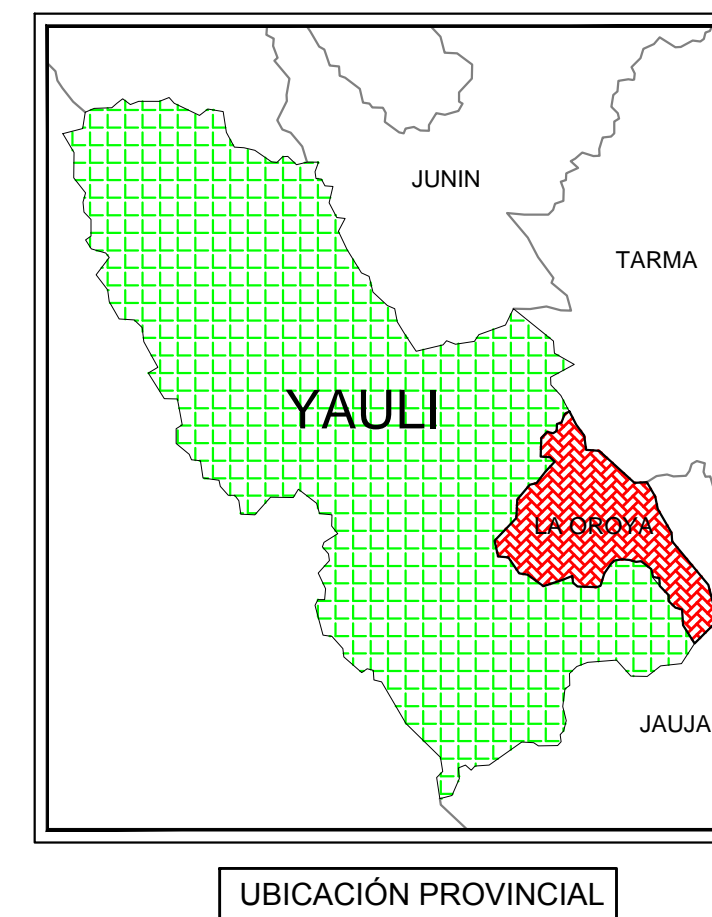 JUNIN
TARMA
YAULI
LA OROYA
JAUJA
UBICACIÓN PROVINCIAL